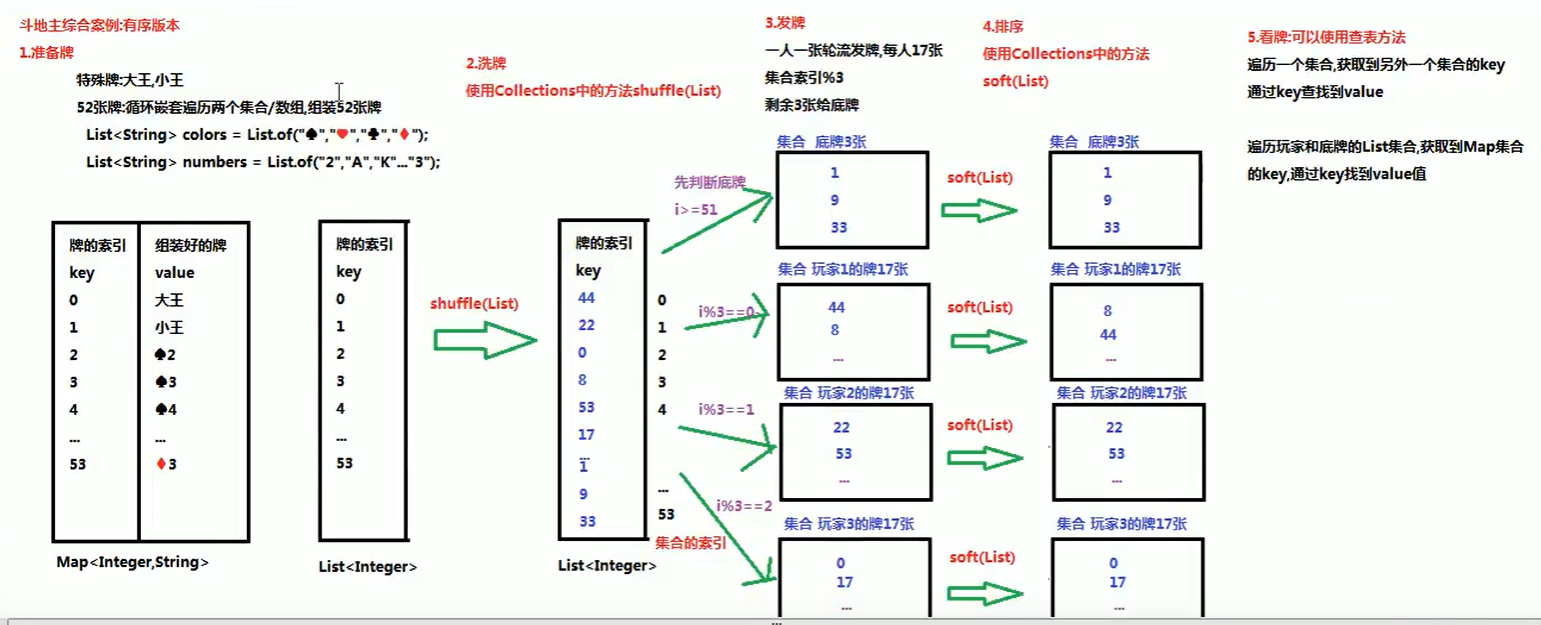 斗地主综合案例:有序版本
1.准备牌
特殊牌:大王,小王
52张牌:循环嵌套遍历两个集合/数组,组装52张牌
List<String> colors = List.of("♠","♥","♣","♦");
List<String> numbers = List.of("2","A","K"..."3");
牌的索引
组装好的牌
key
value
0
大王
1
小王
2
♠2
3
♠3
4
♠4
...
...
53
♦3
Map<Integer,String>
牌的索引
key
0
1
2
3
4
...
53
List<Integer>
2.洗牌
使用Collections中的方法shuffle(List)
shuffle(List)
牌的索引
key
44
22
0
8
53
17
...
1
9
33
List<Integer>
0
1
2
3
4
...
53
集合的索引
3.发牌
一人一张轮流发牌,每人17张
集合索引%3
剩余3张给底牌
先判断底牌
i>=51
i%3==0
i%3==1
i%3==2
集合 底牌3张
1
9
33
集合 玩家1的牌17张
44
8
...
集合 玩家2的牌17张
22
53
...
集合 玩家3的牌17张
0
17
...
4.排序
使用Collections中的方法
soft(List)
soft(List)
soft(List)
soft(List)
soft(List)
集合 底牌3张
1
9
33
集合 玩家1的牌17张
8
44
...
集合 玩家2的牌17张
22
53
...
集合 玩家3的牌17张
0
17
...
5.看牌:可以使用查表方法
遍历一个集合,获取到另外一个集合的key
通过key查找到value
遍历玩家和底牌的List集合,获取到Map集合
的key,通过key找到value值